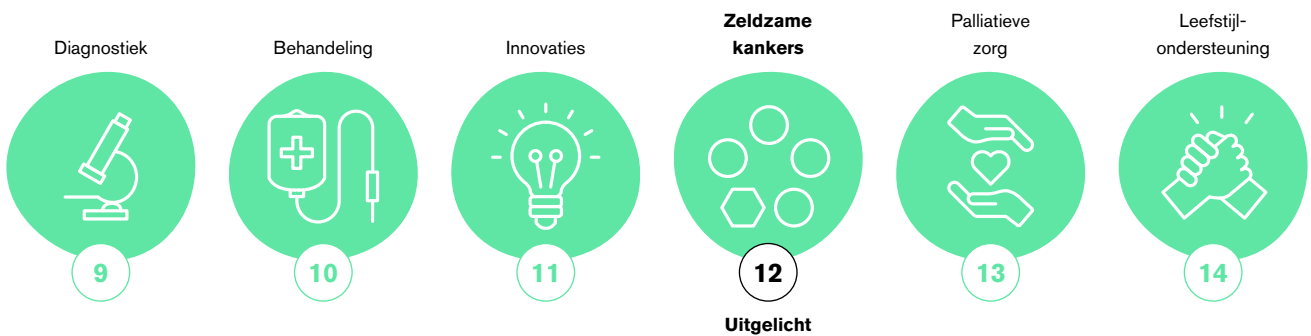 Diagnostiek
9
Behandeling
10
Innovaties
11
Zeldzame
kankers
12
Uitgelicht
Palliatieve
zorg
13
Leefstijl-
ondersteuning
14